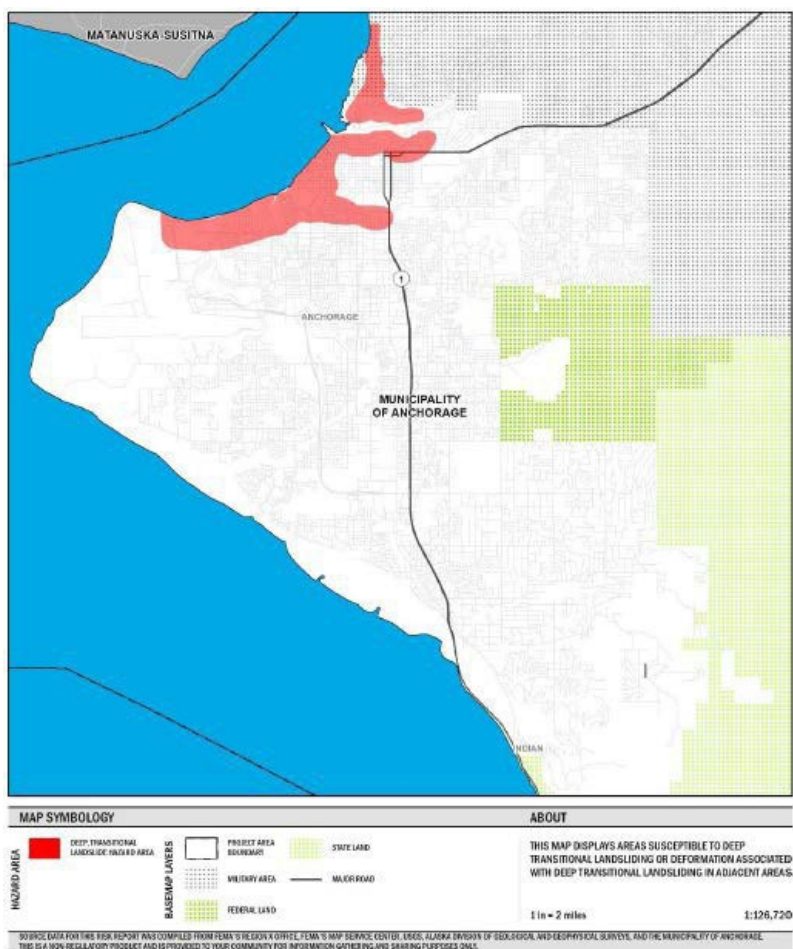 MATANUSKA-SUSITNA
1
ANCHORAGE
MUNICIPALITY
OF ANCHORAGE
INDIAN
MAP SYMBOLOGY
ABOUT
HAZARD AREA
DEEP TRANSITIONAL
LANDSLIDE HAZARD AREA
BASEMAP LAYERS
PROJECT AREA
BOUNDARY
STATE LAND
MILITARY AREA
MAJOR ROAD
FEDERAL LAND
THIS MAP DISPLAYS AREAS SUSCEPTIBLE TO DEEP
TRANSITIONAL LANDSLIDING OR DEFORMATION ASSOCIATED
WITH DEEP TRANSITIONAL LANDSLIDING IN ADJACENT AREAS.
1 in = 2 miles
1:126,720
SOURCE DATA FOR THIS RISK REPORT WAS COMPILED FROM FEMA'S REGION X OFFICE, FEMA'S MAP SERVICE CENTER, USGS, ALASKA DIVISION OF GEOLOGICAL AND GEOPHYSICAL SURVEYS, AND THE MUNICIPALITY OF ANCHORAGE.
THIS IS A NON-REGULATORY PRODUCT AND IS PROVIDED TO YOUR COMMUNITY FOR INFORMATION GATHERING AND SHARING PURPOSES ONLY.